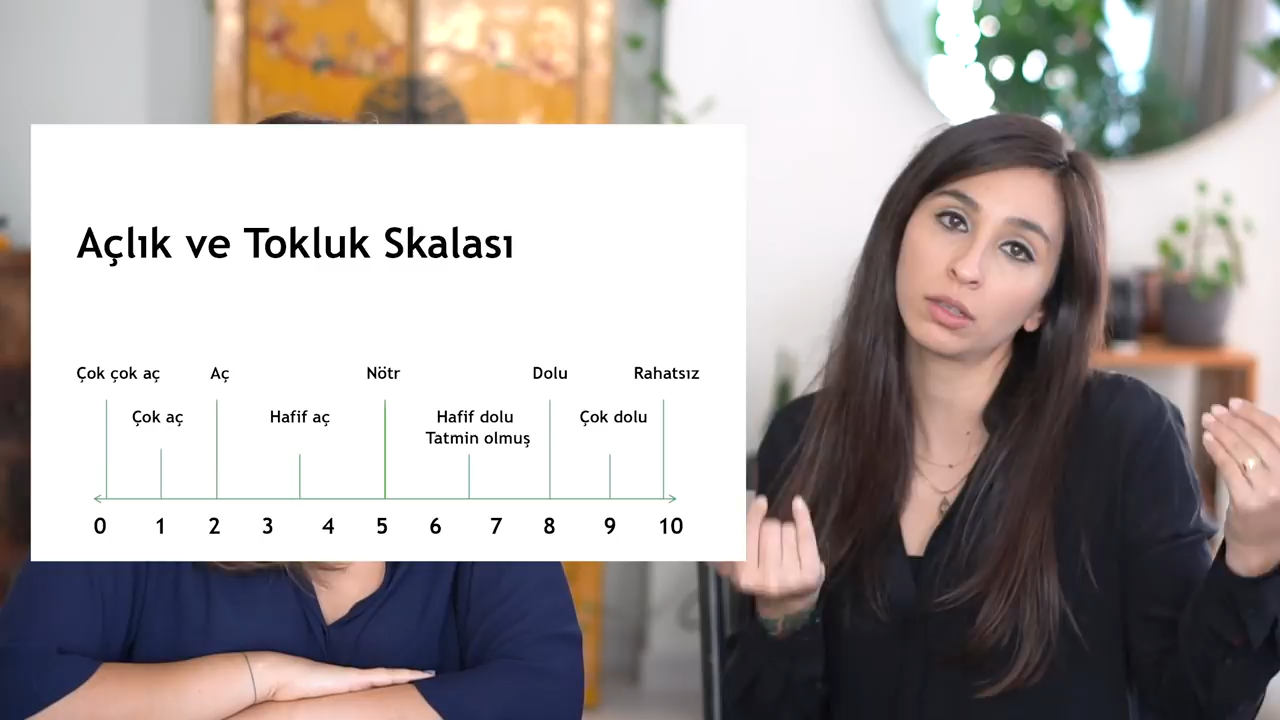 Açlık ve Tokluk Skalası
Çok çok aç Aç Nötr Dolu Rahatsız
Çok aç Hafif aç Hafif dolu Çok dolu
Tatmin olmuş
0 1 2 3 4 5 6 7 8 9 10